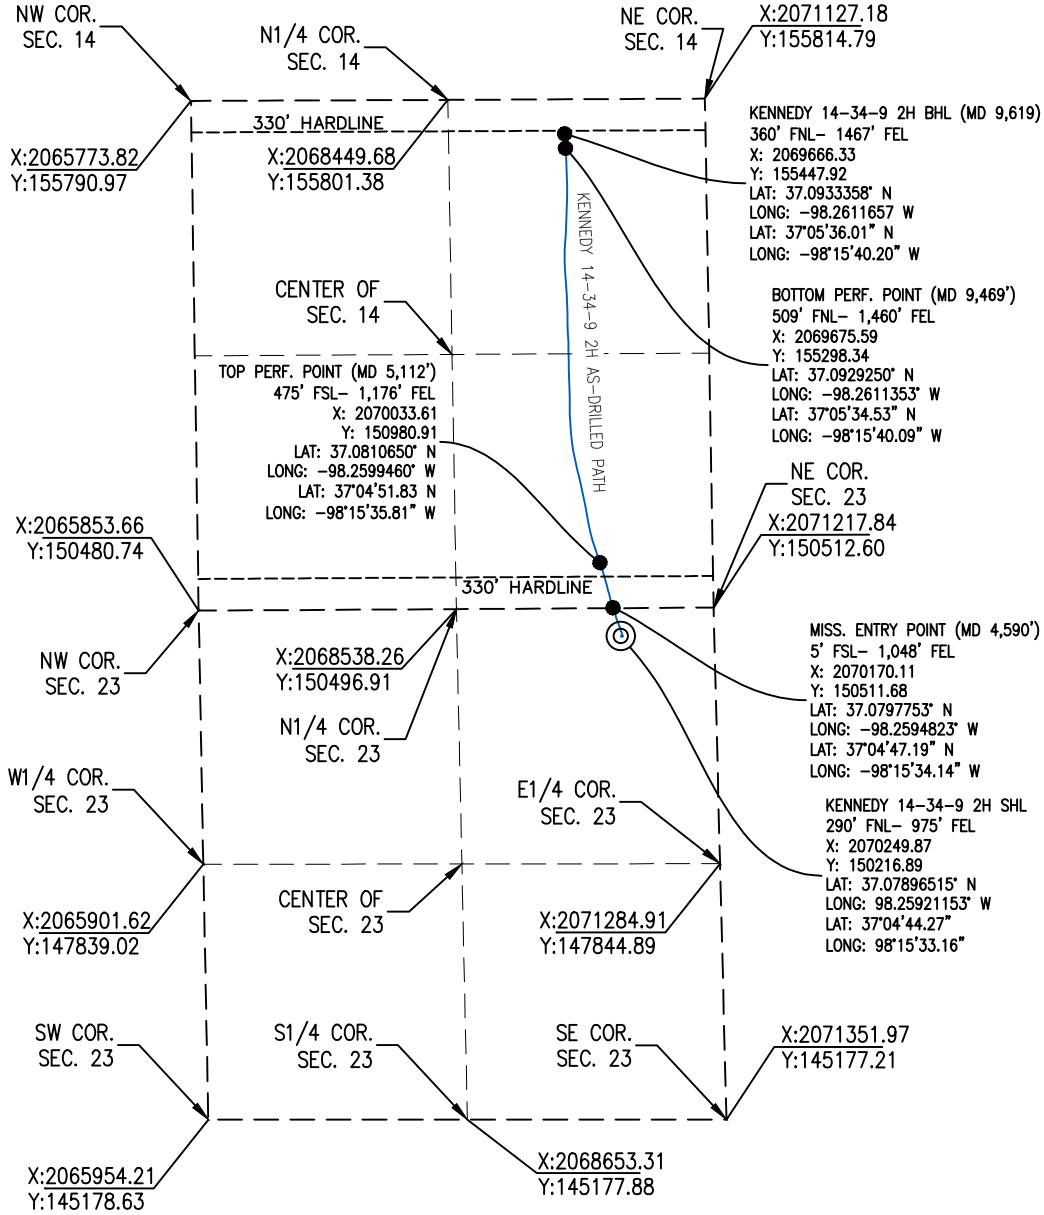 NW COR.
SEC. 14
N1/4 COR.
SEC. 14
NE COR.
SEC. 14
X:2071127.18
Y:155814.79
330' HARDLINE
X:2065773.82
Y:155790.97
X:2068449.68
Y:155801.38
KENNEDY 14-34-9 2H BHL (MD 9,619)
360' FNL- 1467' FEL
X: 2069666.33
Y: 155447.92
LAT: 37.0933358° N
LONG: -98.2611657 W
LAT: 37°05'36.01" N
LONG: -98°15'40.20" W
KENNEDY 14-34-9 2H AS-DRILLED PATH
CENTER OF
SEC. 14
BOTTOM PERF. POINT (MD 9,469')
509' FNL- 1,460' FEL
X: 2069675.59
Y: 155298.34
LAT: 37.0929250° N
LONG: -98.2611353° W
LAT: 37°05'34.53" N
LONG: -98°15'40.09" W
TOP PERF. POINT (MD 5,112')
475' FSL- 1,176' FEL
X: 2070033.61
Y: 150980.91
LAT: 37.0810650° N
LONG: -98.2599460° W
LAT: 37°04'51.83 N
LONG: -98°15'35.81" W
NE COR.
SEC. 23
X:2071217.84
Y:150512.60
X:2065853.66
Y:150480.74
330' HARDLINE
NW COR.
SEC. 23
X:2068538.26
Y:150496.91
N1/4 COR.
SEC. 23
MISS. ENTRY POINT (MD 4,590')
5' FSL- 1,048' FEL
X: 2070170.11
Y: 150511.68
LAT: 37.0797753° N
LONG: -98.2594823° W
LAT: 37°04'47.19" N
LONG: -98°15'34.14" W
W1/4 COR.
SEC. 23
E1/4 COR.
SEC. 23
KENNEDY 14-34-9 2H SHL
290' FNL- 975' FEL
X: 2070249.87
Y: 150216.89
LAT: 37.07896515° N
LONG: 98.25921153° W
LAT: 37°04'44.27"
LONG: 98°15'33.16"
CENTER OF
SEC. 23
X:2065901.62
Y:147839.02
X:2071284.91
Y:147844.89
SW COR.
SEC. 23
S1/4 COR.
SEC. 23
SE COR.
SEC. 23
X:2071351.97
Y:145177.21
X:2065954.21
Y:145178.63
X:2068653.31
Y:145177.88